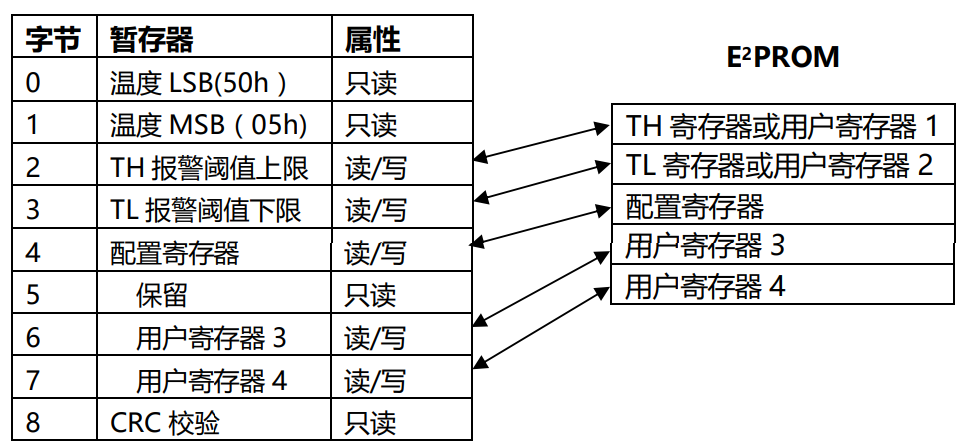 字节 暂存器 属性
0 温度 LSB(50h） 只读
1 温度 MSB（05h) 只读
2 TH 报警阈值上限 读/写
3 TL 报警阈值下限 读/写
4 配置寄存器 读/写
5 保留 只读
6 用户寄存器 3 读/写
7 用户寄存器 4 读/写
8 CRC 校验 只读
E²PROM
TH 寄存器或用户寄存器 1
TL 寄存器或用户寄存器 2
配置寄存器
用户寄存器 3
用户寄存器 4